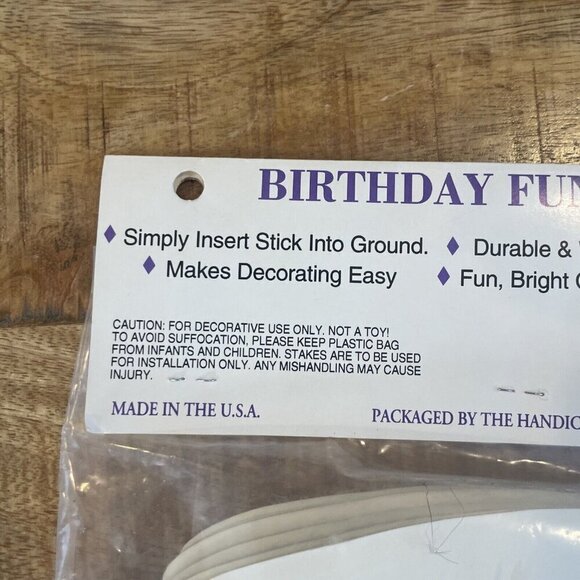 BIRTHDAY FUN
♦ Simply Insert Stick Into Ground. ♦ Durable &
♦ Makes Decorating Easy ♦ Fun, Bright
CAUTION: FOR DECORATIVE USE ONLY. NOT A TOY!
TO AVOID SUFFOCATION, PLEASE KEEP PLASTIC BAG
FROM INFANTS AND CHILDREN. STAKES ARE TO BE USED
FOR INSTALLATION ONLY. ANY MISHANDLING MAY CAUSE
INJURY.
MADE IN THE U.S.A. PACKAGED BY THE HANDIC